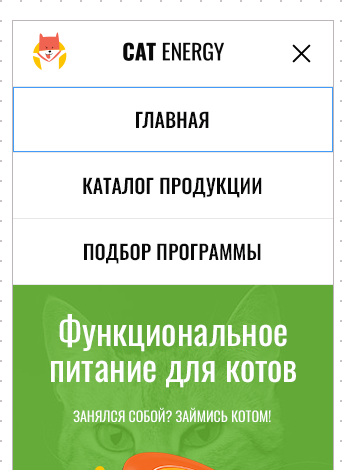 CAT ENERGY
ГЛАВНАЯ
КАТАЛОГ ПРОДУКЦИИ
ПОДБОР ПРОГРАММЫ
Функциональное
питание для котов
ЗАНЯЛСЯ СОБОЙ? ЗАЙМИСЬ КОТОМ!